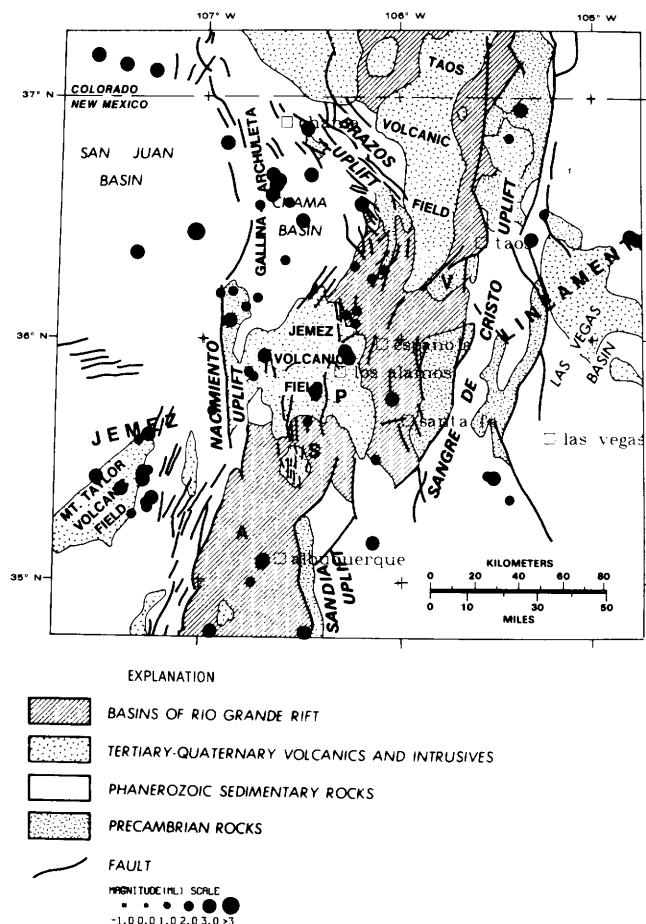 107° W 106° W 105° W
37° N
COLORADO
NEW MEXICO
TAOS
VOLCANIC
FIELD
BRAZOS
UPLIFT
SAN JUAN
BASIN
GALLINA ARCHULETA
CHAMA
BASIN
UPLIFT
taos
LINEAMENT
36° N
JEMEZ
VOLCANIC
FIELD
española
los alamos
P
santa fe
SANGRE DE CRISTO
LAS VEGAS
BASIN
NACIMIENTO
UPLIFT
JEMEZ
S
las vegas
MT. TAYLOR
VOLCANIC
FIELD
A
albuquerque
35° N
SANDIA
UPLIFT
KILOMETERS
0 20 40 60 80
0 10 30 50
MILES
EXPLANATION
BASINS OF RIO GRANDE RIFT
TERTIARY-QUATERNARY VOLCANICS AND INTRUSIVES
PHANEROZOIC SEDIMENTARY ROCKS
PRECAMBRIAN ROCKS
FAULT
MAGNITUDE (ML) SCALE
-1.0 0.0 1.0 2.0 3.0 >3